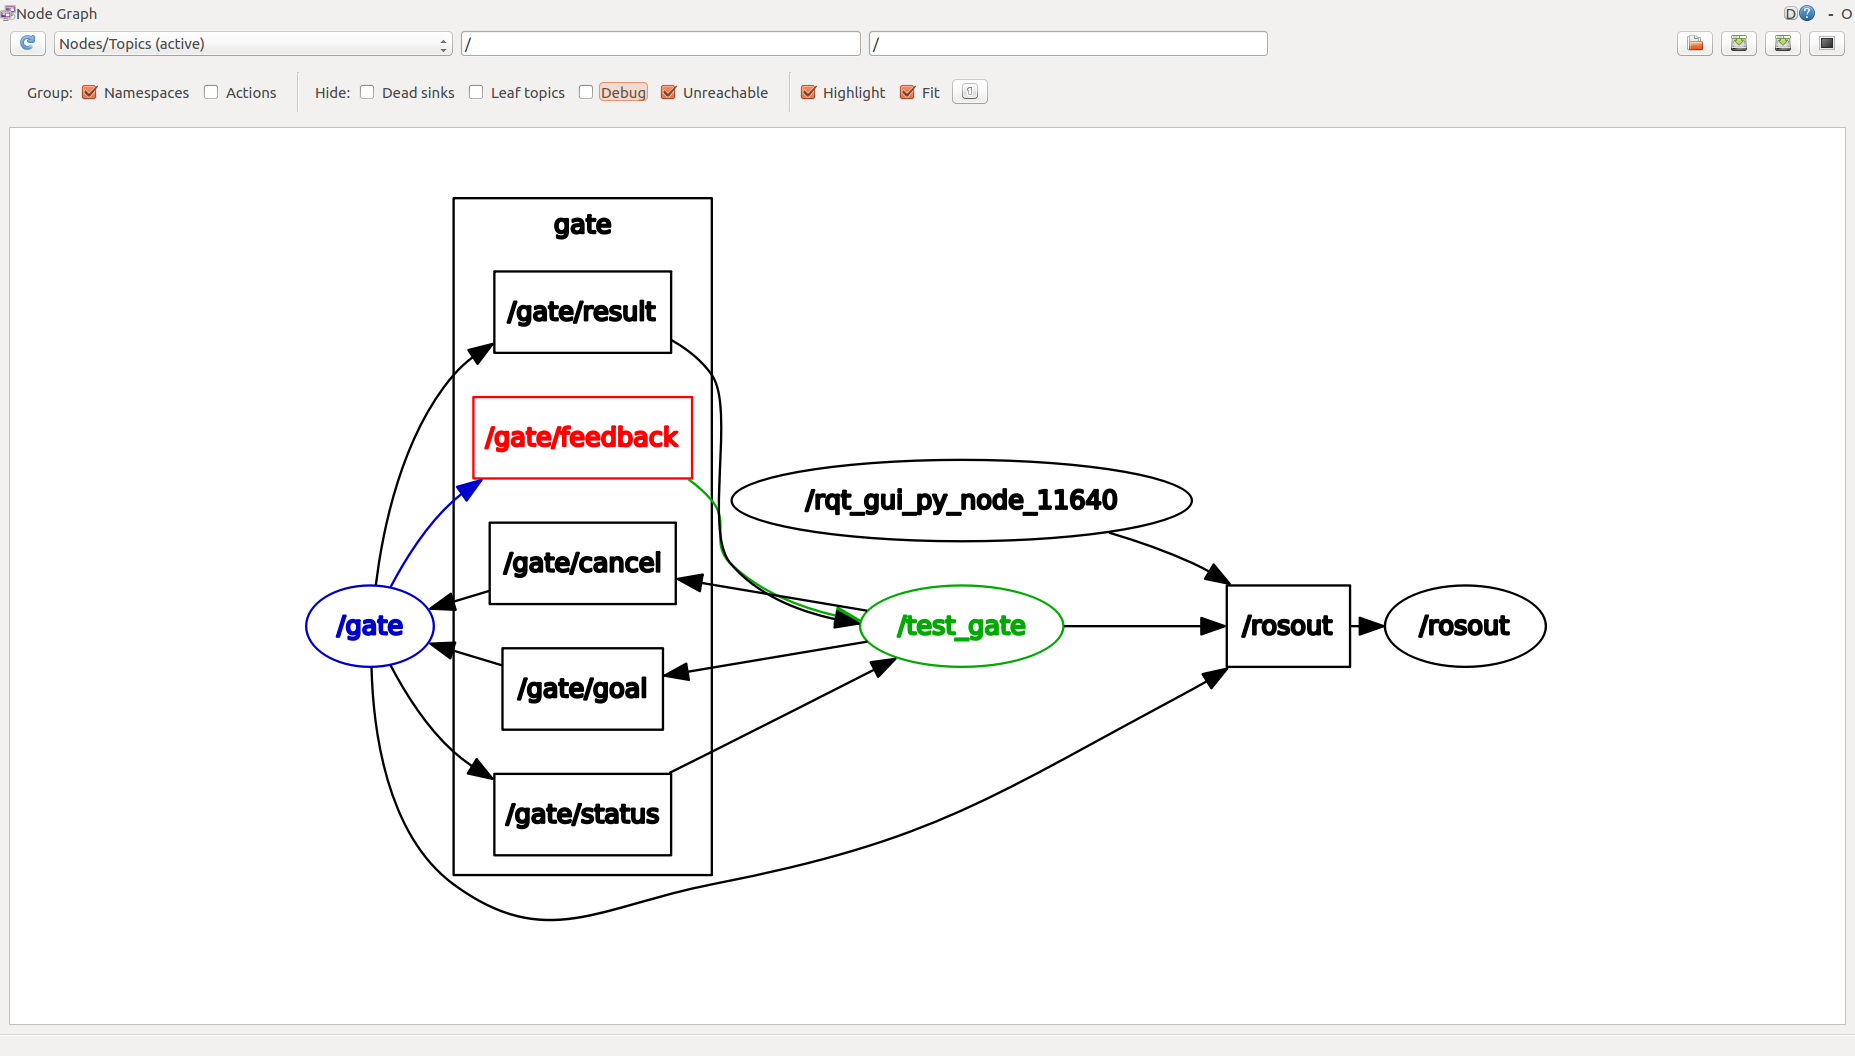 Node Graph
D ? - O
Nodes/Topics (active) / /
Group: Namespaces Actions Hide: Dead sinks Leaf topics Debug Unreachable Highlight Fit
gate
/gate/result
/gate/feedback
/rqt_gui_py_node_11640
/gate/cancel
/gate /test_gate /rosout /rosout
/gate/goal
/gate/status